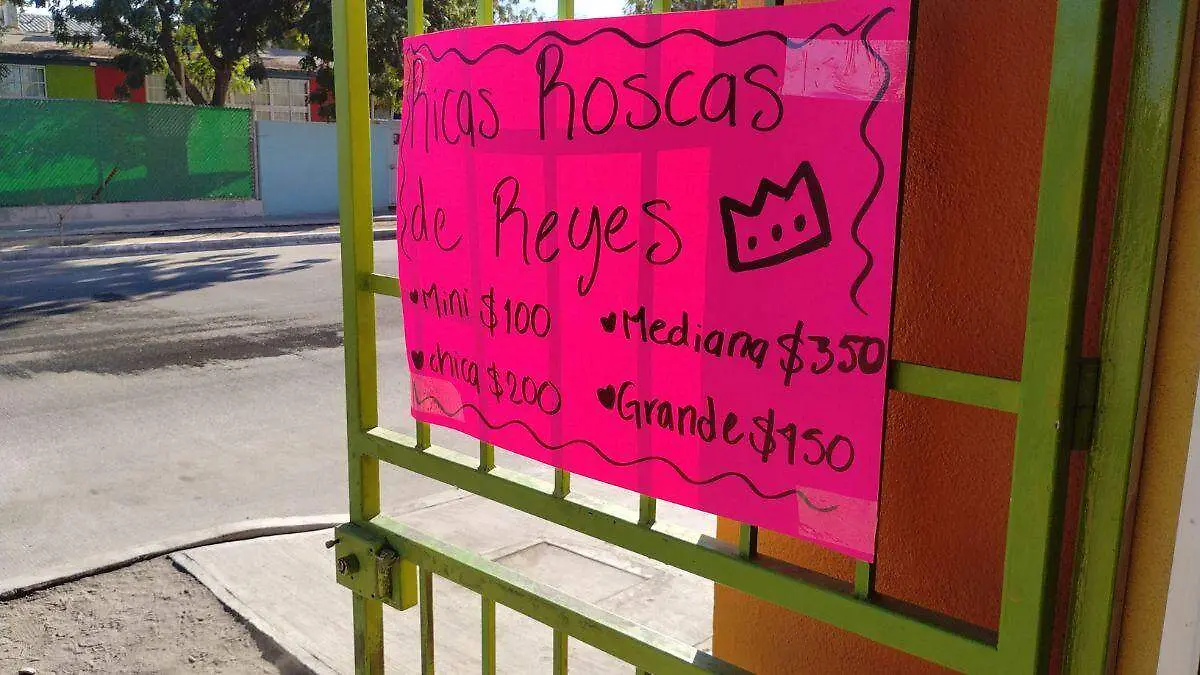 Ricas Roscas
de Reyes
Mini $100
Mediana $350
chica $200
Grande $450